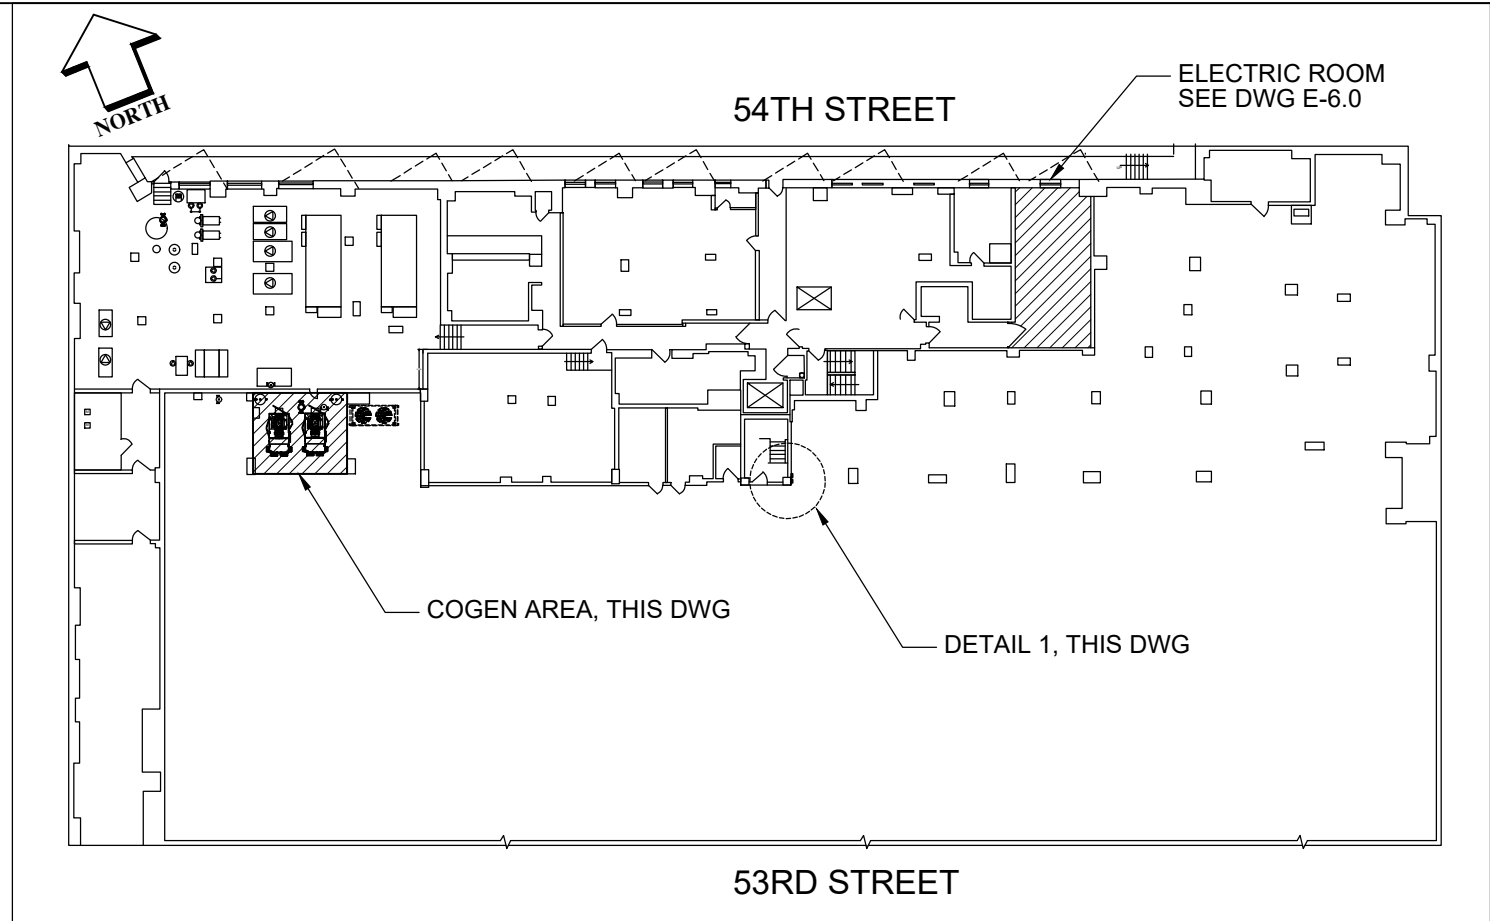 NORTH
54TH STREET
ELECTRIC ROOM
SEE DWG E-6.0
COGEN AREA, THIS DWG
DETAIL 1, THIS DWG
53RD STREET